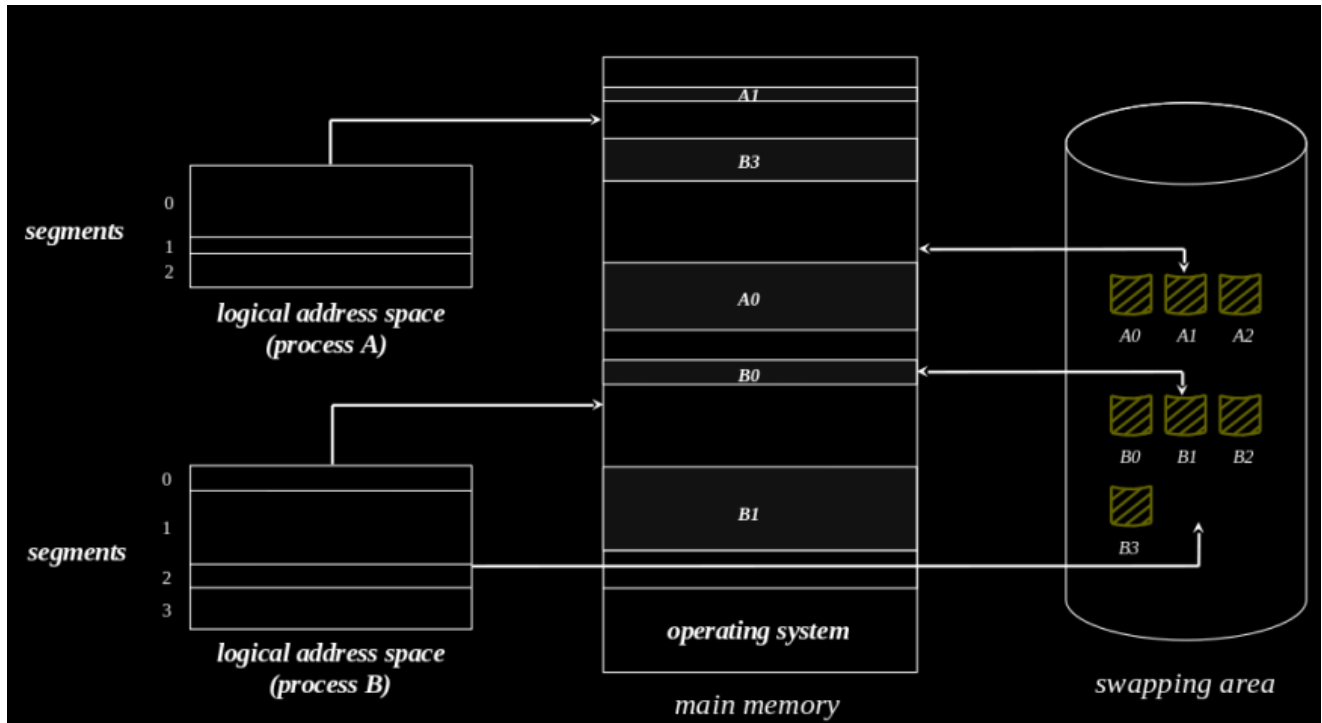 A1
B3
0
segments
1
2
logical address space
(process A)
A0
A0 A1 A2
B0
B0 B1 B2
0
1
B1
segments
B3
2
3
operating system
logical address space
(process B)
main memory
swapping area